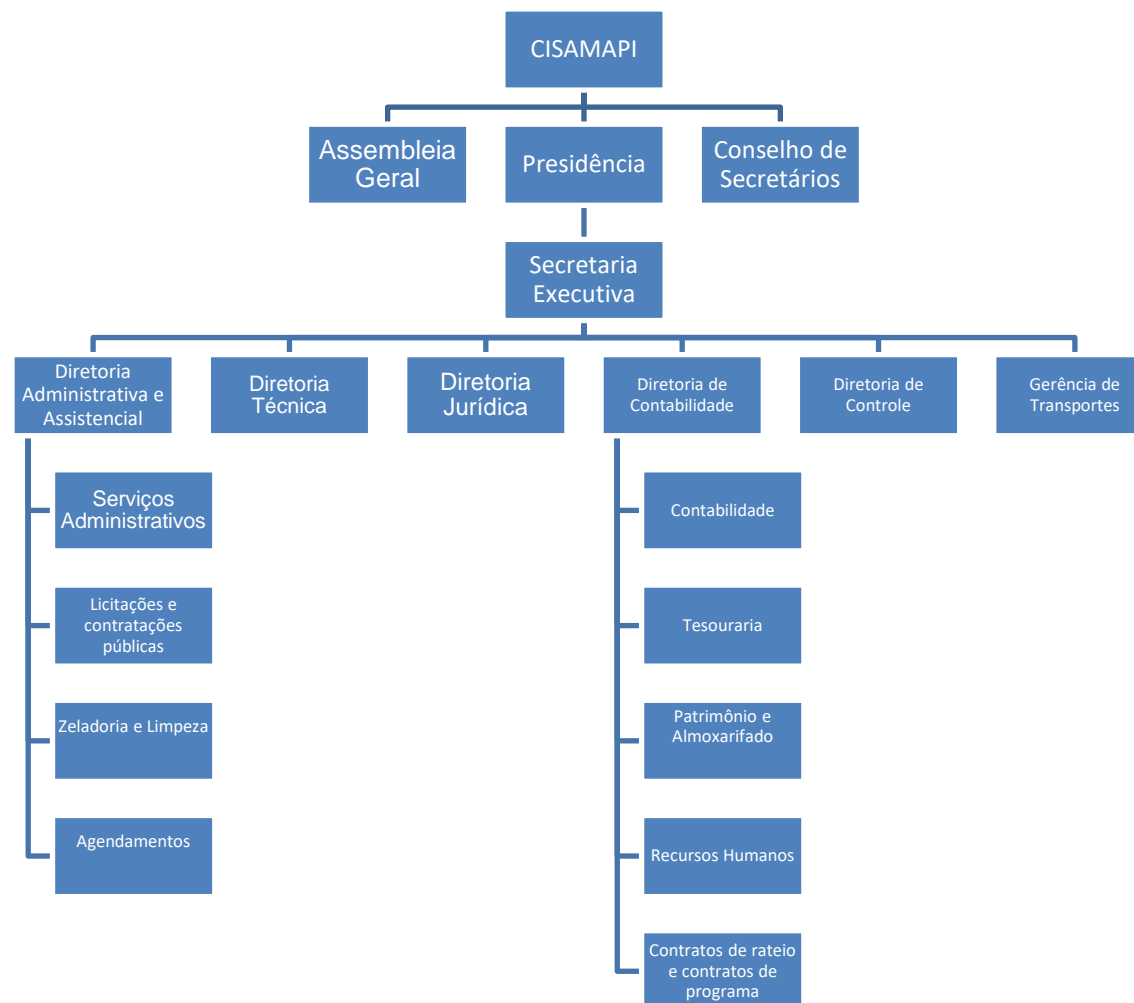 CISAMAPI
Assembleia
Geral
Presidência
Conselho de
Secretários
Secretaria
Executiva
Diretoria
Administrativa e
Assistencial
Diretoria
Técnica
Diretoria
Jurídica
Diretoria de
Contabilidade
Diretoria de
Controle
Gerência de
Transportes
Serviços
Administrativos
Licitações e
contratações
públicas
Zeladoria e Limpeza
Agendamentos
Contabilidade
Tesouraria
Patrimônio e
Almoxarifado
Recursos Humanos
Contratos de rateio
e contratos de
programa